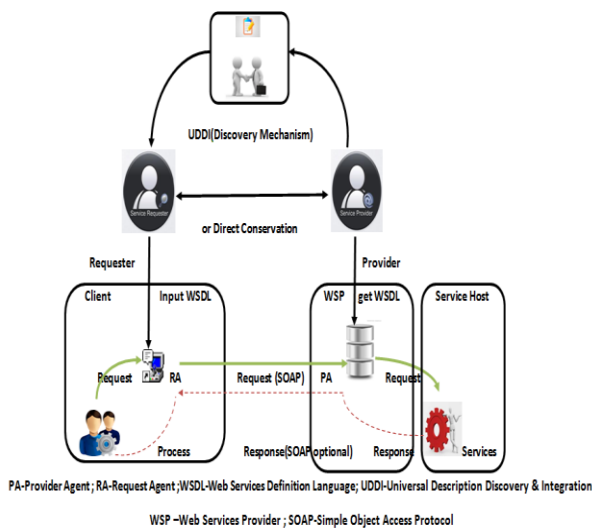 UDDI(Discovery Mechanism)
Service Requester
Service Provider
or Direct Conservation
Requester
Provider
Client
Input WSDL
WSP
get WSDL
Service Host
Request
RA
Request (SOAP)
PA
Request
Process
Response(SOAP optional)
Response
Services
PA-Provider Agent ; RA-Request Agent ;WSDL-Web Services Definition Language; UDDI-Universal Description Discovery & Integration
WSP –Web Services Provider ; SOAP-Simple Object Access Protocol